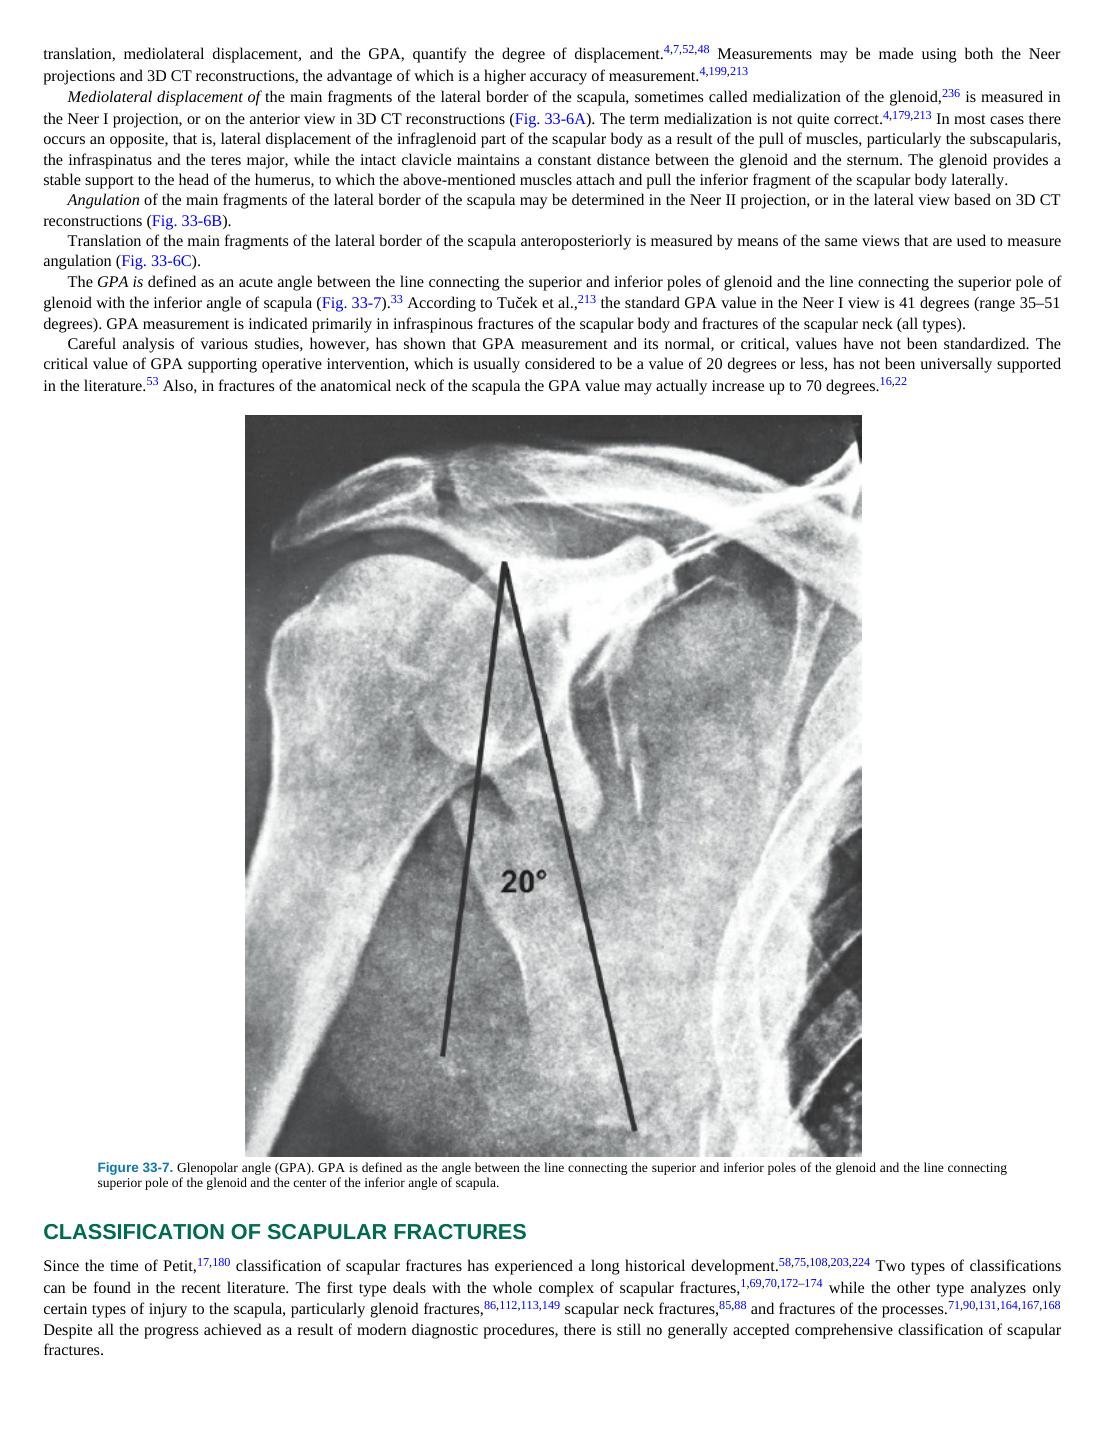 translation, mediolateral displacement, and the GPA, quantify the degree of displacement.4,7,52,48 Measurements may be made using both the Neer
projections and 3D CT reconstructions, the advantage of which is a higher accuracy of measurement.4,199,213
Mediolateral displacement of the main fragments of the lateral border of the scapula, sometimes called medialization of the glenoid,236 is measured in
the Neer I projection, or on the anterior view in 3D CT reconstructions (Fig. 33-6A). The term medialization is not quite correct.4,179,213 In most cases there
occurs an opposite, that is, lateral displacement of the infraglenoid part of the scapular body as a result of the pull of muscles, particularly the subscapularis,
the infraspinatus and the teres major, while the intact clavicle maintains a constant distance between the glenoid and the sternum. The glenoid provides a
stable support to the head of the humerus, to which the above-mentioned muscles attach and pull the inferior fragment of the scapular body laterally.
Angulation of the main fragments of the lateral border of the scapula may be determined in the Neer II projection, or in the lateral view based on 3D CT
reconstructions (Fig. 33-6B).
Translation of the main fragments of the lateral border of the scapula anteroposteriorly is measured by means of the same views that are used to measure
angulation (Fig. 33-6C).
The GPA is defined as an acute angle between the line connecting the superior and inferior poles of glenoid and the line connecting the superior pole of
glenoid with the inferior angle of scapula (Fig. 33-7).33 According to Tuček et al.,213 the standard GPA value in the Neer I view is 41 degrees (range 35–51
degrees). GPA measurement is indicated primarily in infraspinous fractures of the scapular body and fractures of the scapular neck (all types).
Careful analysis of various studies, however, has shown that GPA measurement and its normal, or critical, values have not been standardized. The
critical value of GPA supporting operative intervention, which is usually considered to be a value of 20 degrees or less, has not been universally supported
in the literature.53 Also, in fractures of the anatomical neck of the scapula the GPA value may actually increase up to 70 degrees.16,22
20°
Figure 33-7. Glenopolar angle (GPA). GPA is defined as the angle between the line connecting the superior and inferior poles of the glenoid and the line connecting
superior pole of the glenoid and the center of the inferior angle of scapula.
CLASSIFICATION OF SCAPULAR FRACTURES
Since the time of Petit,17,180 classification of scapular fractures has experienced a long historical development.58,75,108,203,224 Two types of classifications
can be found in the recent literature. The first type deals with the whole complex of scapular fractures,1,69,70,172–174 while the other type analyzes only
certain types of injury to the scapula, particularly glenoid fractures,86,112,113,149 scapular neck fractures,85,88 and fractures of the processes.71,90,131,164,167,168
Despite all the progress achieved as a result of modern diagnostic procedures, there is still no generally accepted comprehensive classification of scapular
fractures.